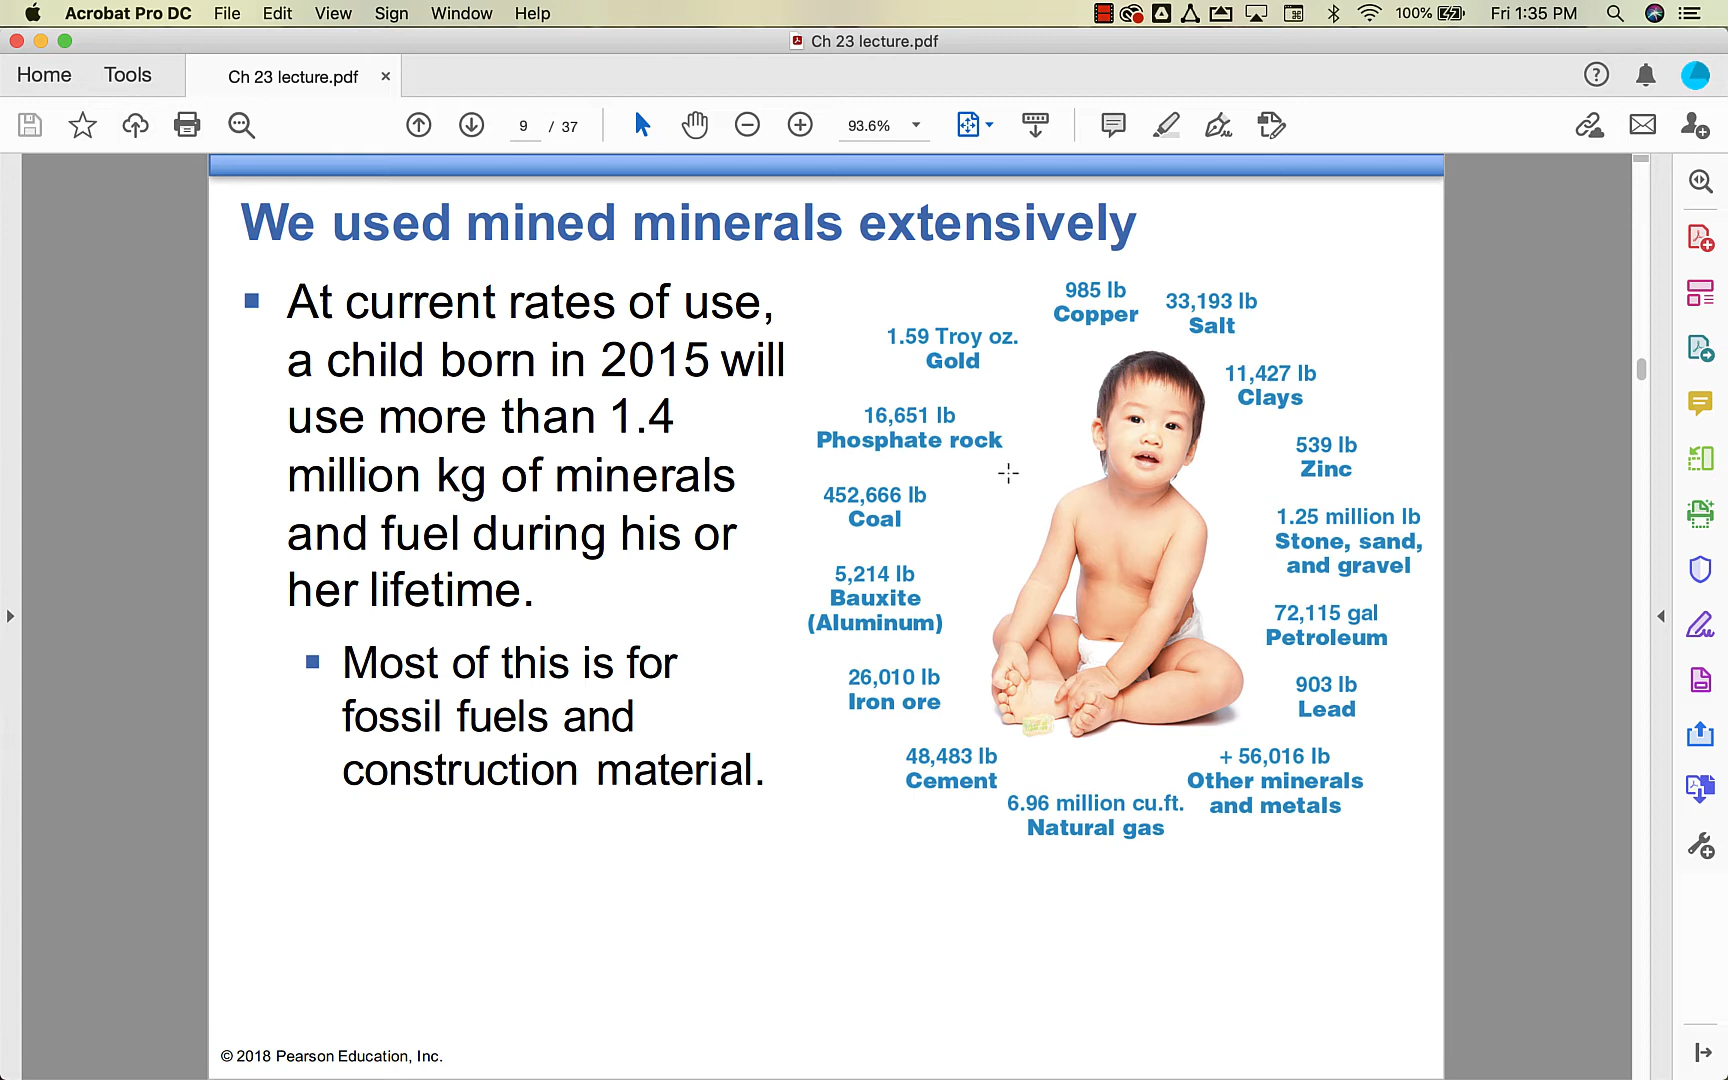 Acrobat Pro DC File Edit View Sign Window Help 100% Fri 1:35 PM
Ch 23 lecture.pdf
Home Tools Ch 23 lecture.pdf ×
9 / 37 93.6%
We used mined minerals extensively
At current rates of use,
a child born in 2015 will
use more than 1.4
million kg of minerals
and fuel during his or
her lifetime.
Most of this is for
fossil fuels and
construction material.
985 lb
Copper
33,193 lb
Salt
1.59 Troy oz.
Gold
11,427 lb
Clays
16,651 lb
Phosphate rock
539 lb
Zinc
452,666 lb
Coal
1.25 million lb
Stone, sand,
and gravel
5,214 lb
Bauxite
(Aluminum)
72,115 gal
Petroleum
26,010 lb
Iron ore
903 lb
Lead
48,483 lb
Cement
+ 56,016 lb
Other minerals
and metals
6.96 million cu.ft.
Natural gas
© 2018 Pearson Education, Inc.